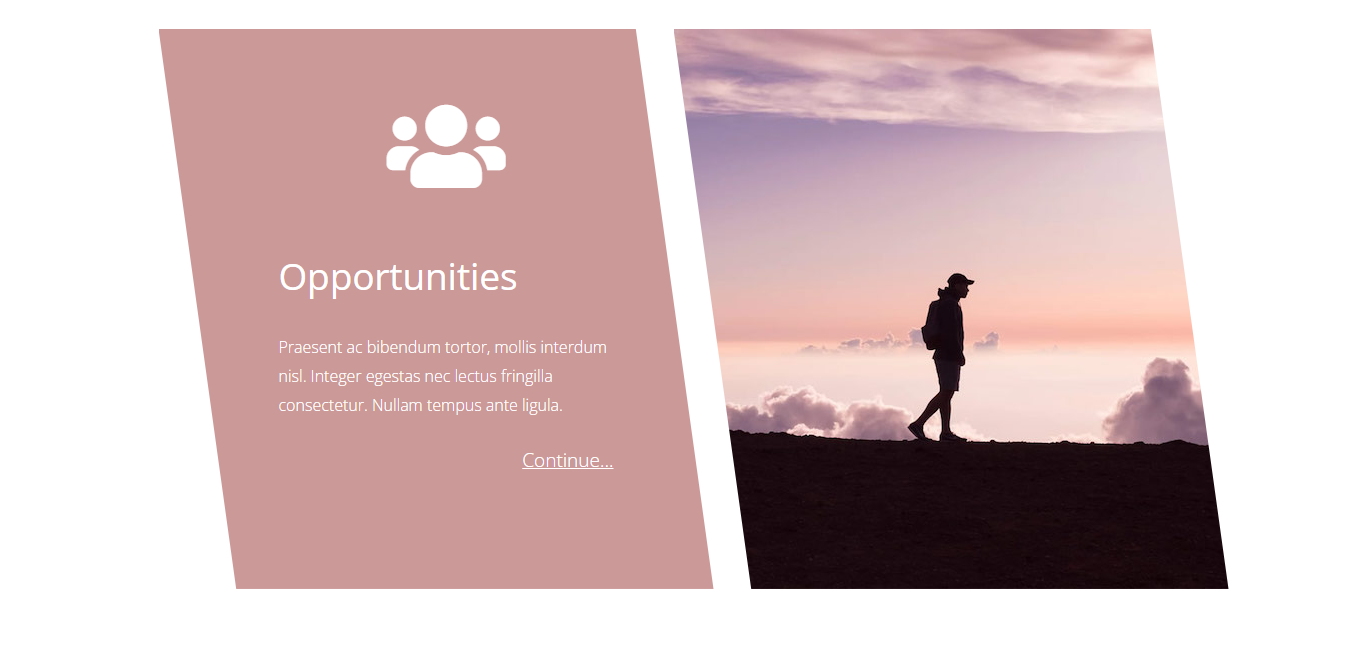 Opportunities
Praesent ac bibendum tortor, mollis interdum
nisl. Integer egestas nec lectus fringilla
consectetur. Nullam tempus ante ligula.
Continue...